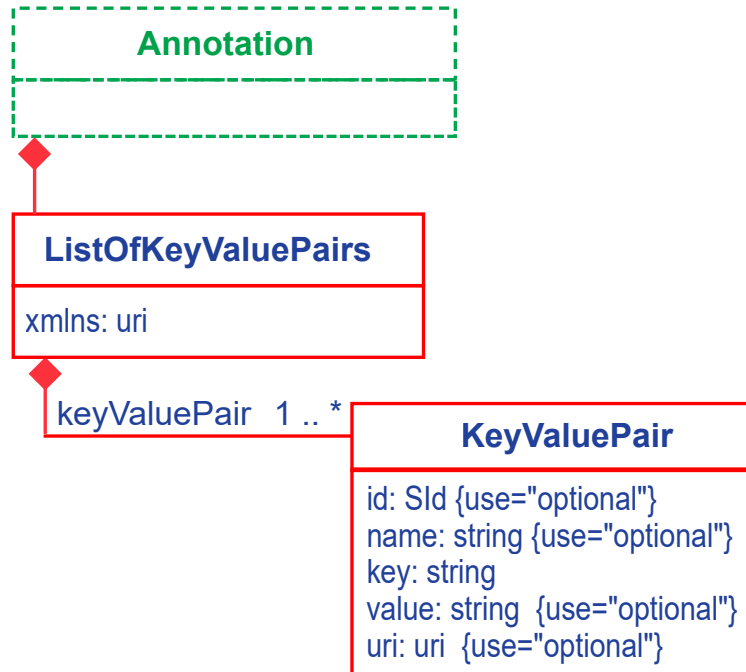 Annotation
ListOfKeyValuePairs
xmlns: uri
keyValuePair 1 .. *
KeyValuePair
id: SId {use="optional"}
name: string {use="optional"}
key: string
value: string {use="optional"}
uri: uri {use="optional"}